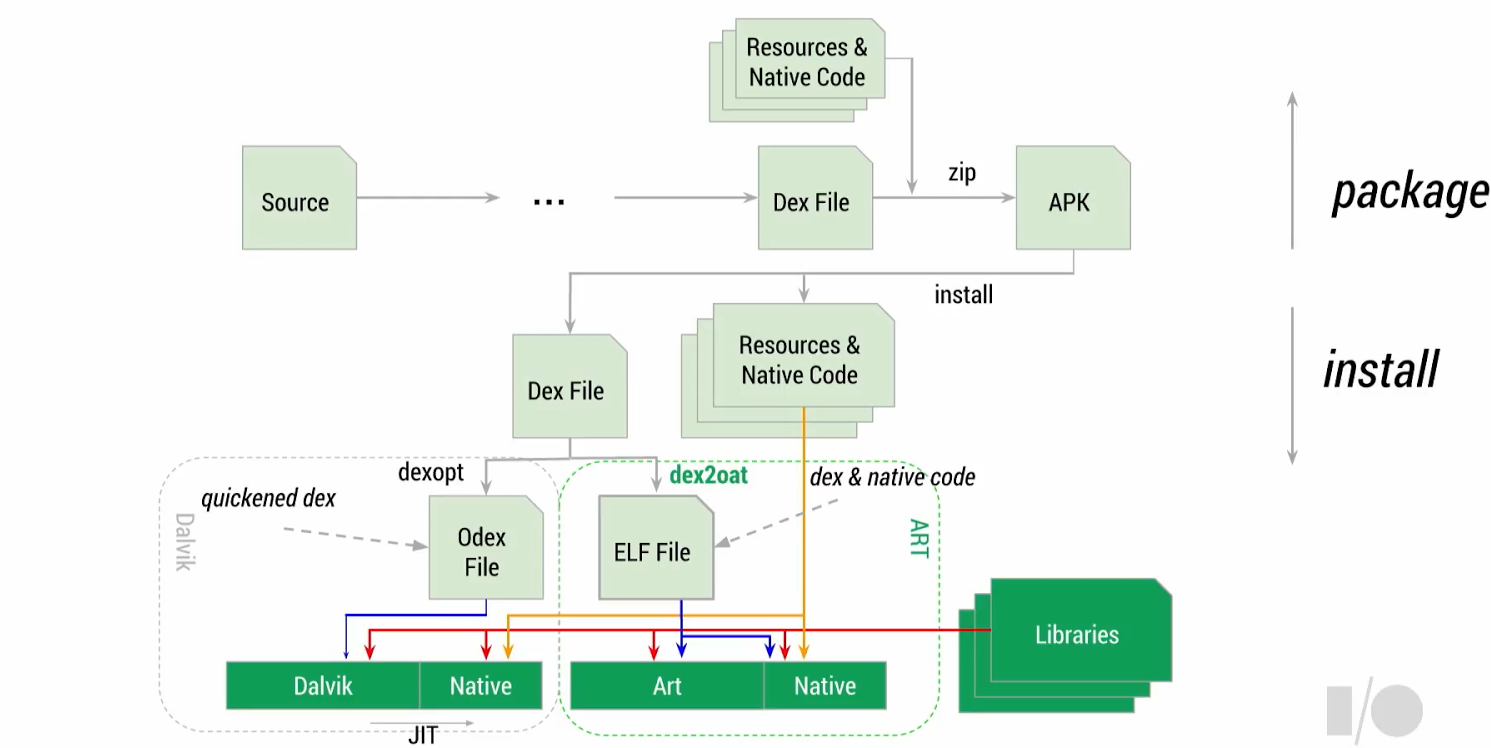 Resources &
Native Code
Source
...
Dex File
zip
APK
package
install
Resources &
Native Code
Dex File
install
dexopt
dex2oat
dex & native code
quickened dex
Dalvik
Odex
File
ELF File
ART
Libraries
Dalvik
Native
Art
Native
JIT
I/O